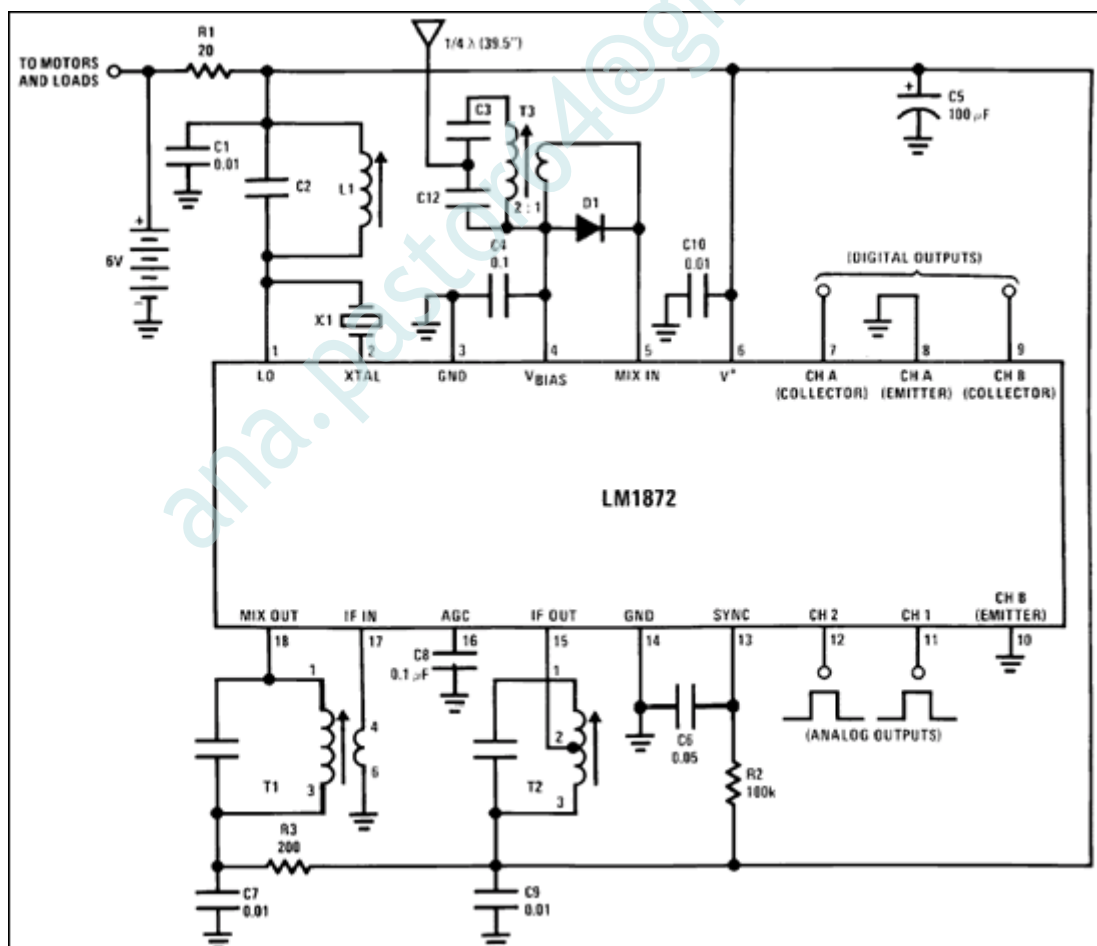 R1
20
TO MOTORS
AND LOADS
1/4 λ (39.5")
C3
T3
C5
100 μF
+
C1
0.01
C2
L1
C12
2 : 1
D1
+
6V
-
C4
0.1
C10
0.01
(DIGITAL OUTPUTS)
X1
1
2
3
4
5
6
7
8
9
LO
XTAL
GND
VBIAS
MIX IN
V+
CH A
(COLLECTOR)
CH A
(EMITTER)
CH B
(COLLECTOR)
LM1872
MIX OUT
IF IN
AGC
IF OUT
GND
SYNC
CH 2
CH 1
CH B
(EMITTER)
18
17
16
15
14
13
12
11
10
C8
0.1 μF
1
4
6
3
T1
1
2
3
T2
C6
0.05
R2
100k
(ANALOG OUTPUTS)
R3
200
C7
0.01
C9
0.01